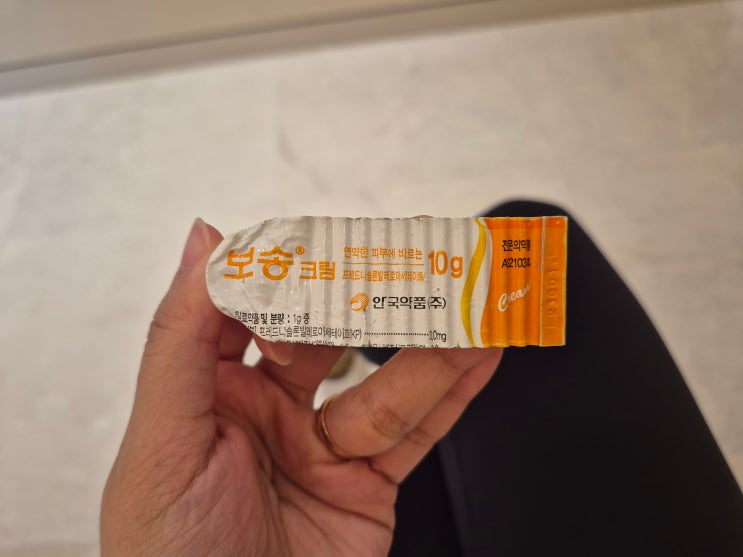 보송® 크림
연약한 피부에 바르는
프레드니솔론발레로아세테이트
10g
안국약품(주)
전문의약품
A21034
Cream
원료약품 및 분량 : 1g 중
프레드니솔론발레로아세테이트(KP) 3.0mg